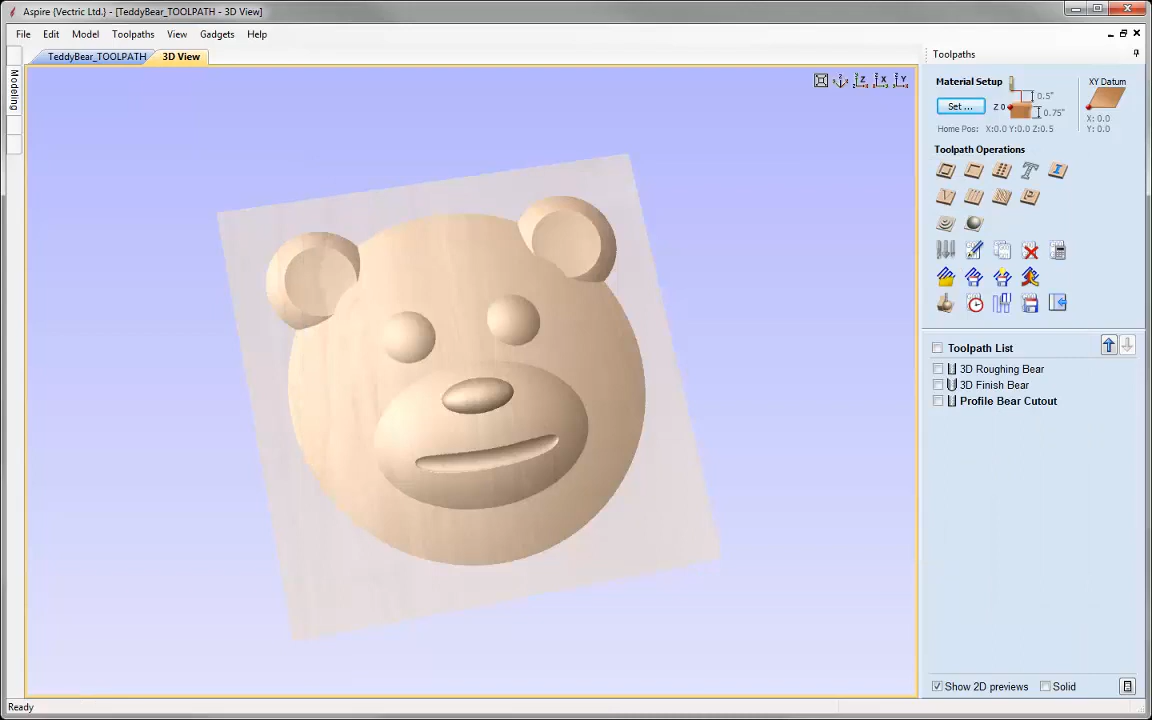 Aspire {Vectric Ltd.} - [TeddyBear_TOOLPATH - 3D View]
File Edit Model Toolpaths View Gadgets Help
TeddyBear_TOOLPATH 3D View
Modeling
Z X Y
Toolpaths
Material Setup
Set ...
Z 0
0.5"
0.75"
Home Pos: X:0.0 Y:0.0 Z:0.5
XY Datum
X: 0.0
Y: 0.0
Toolpath Operations
Toolpath List
3D Roughing Bear
3D Finish Bear
Profile Bear Cutout
Show 2D previews Solid
Ready